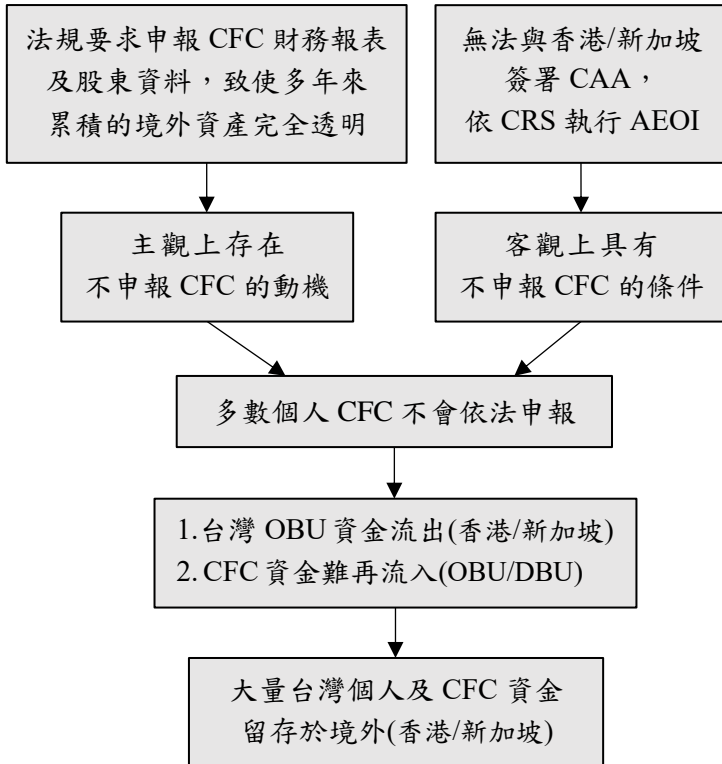 法規要求申報 CFC 財務報表
及股東資料，致使多年來
累積的境外資產完全透明
無法與香港/新加坡
簽署 CAA，
依 CRS 執行 AEOI
主觀上存在
不申報 CFC 的動機
客觀上具有
不申報 CFC 的條件
多數個人 CFC 不會依法申報
1.台灣 OBU 資金流出(香港/新加坡)
2.CFC 資金難再流入(OBU/DBU)
大量台灣個人及 CFC 資金
留存於境外(香港/新加坡)